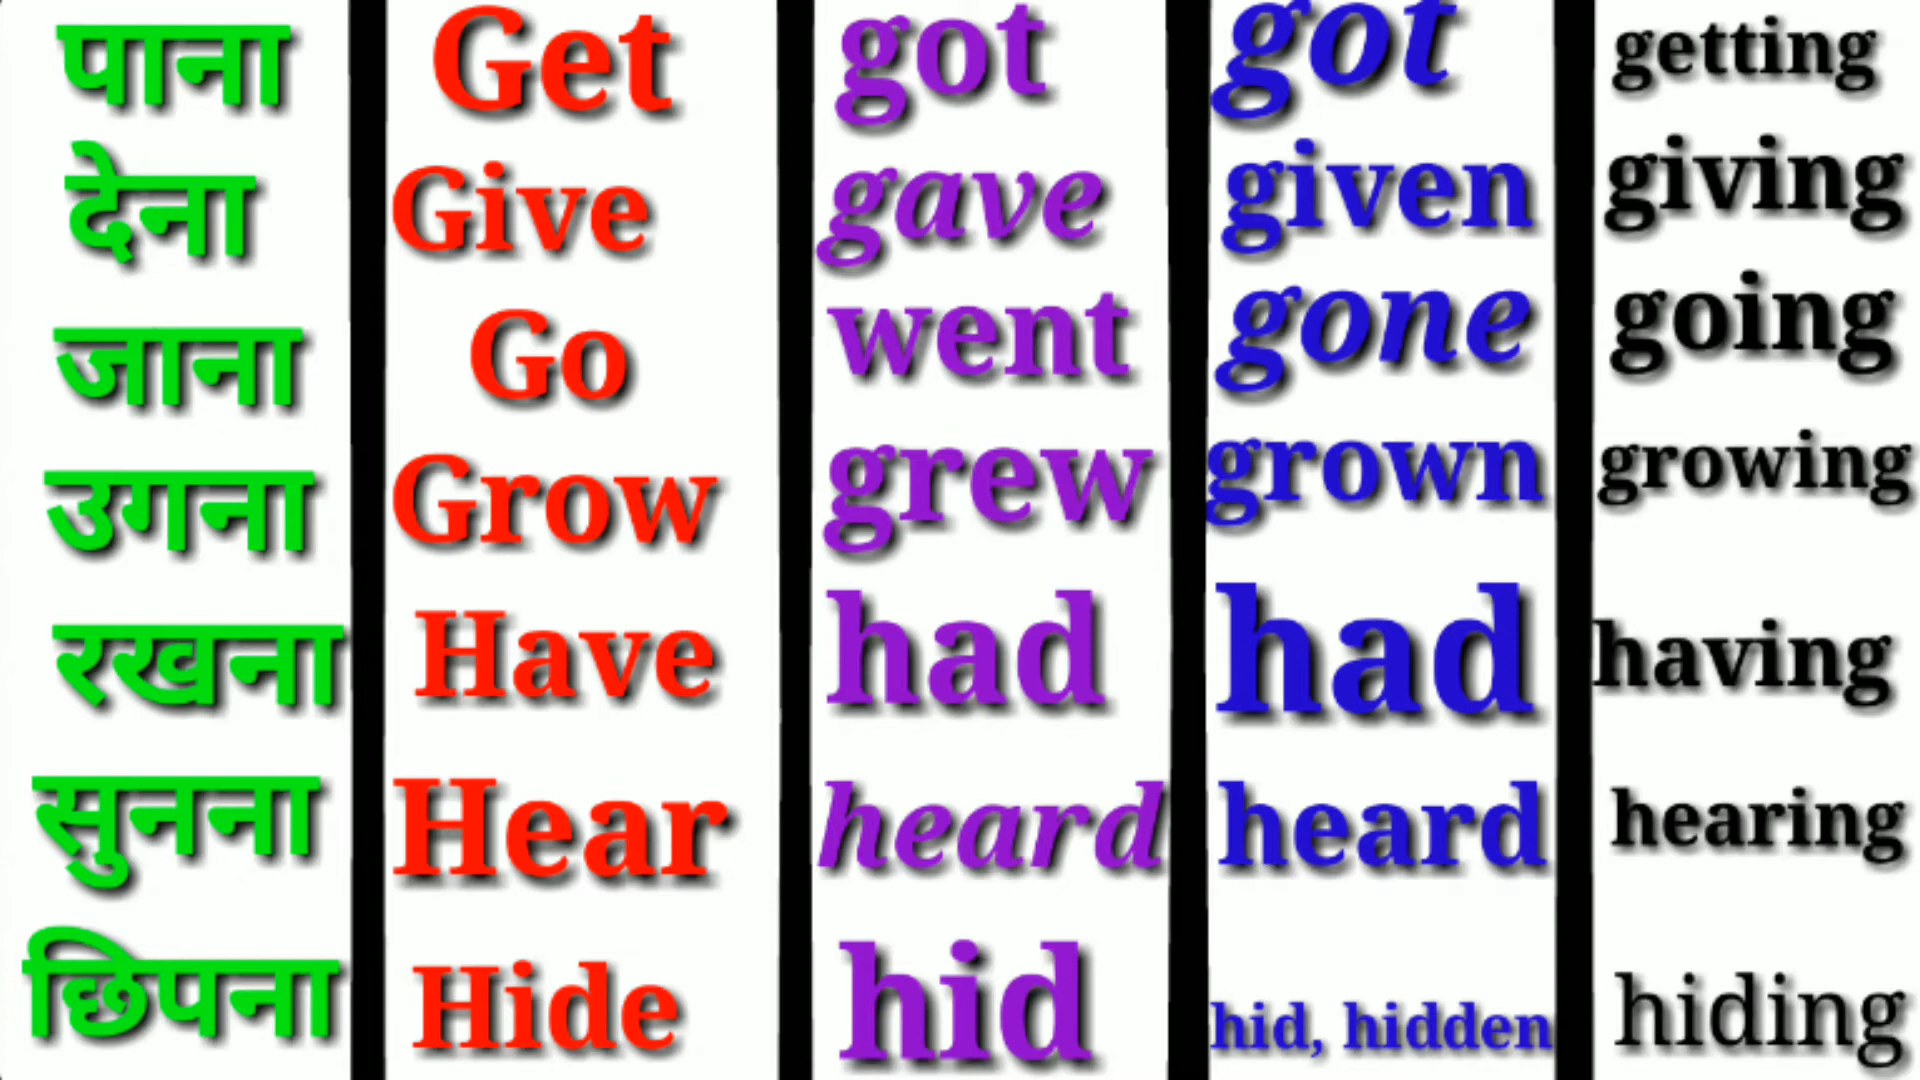 पाना Get got got getting
देना Give gave given giving
जाना Go went gone going
उगना Grow grew grown growing
रखना Have had had having
सुनना Hear heard heard hearing
छिपना Hide hid hid, hidden hiding